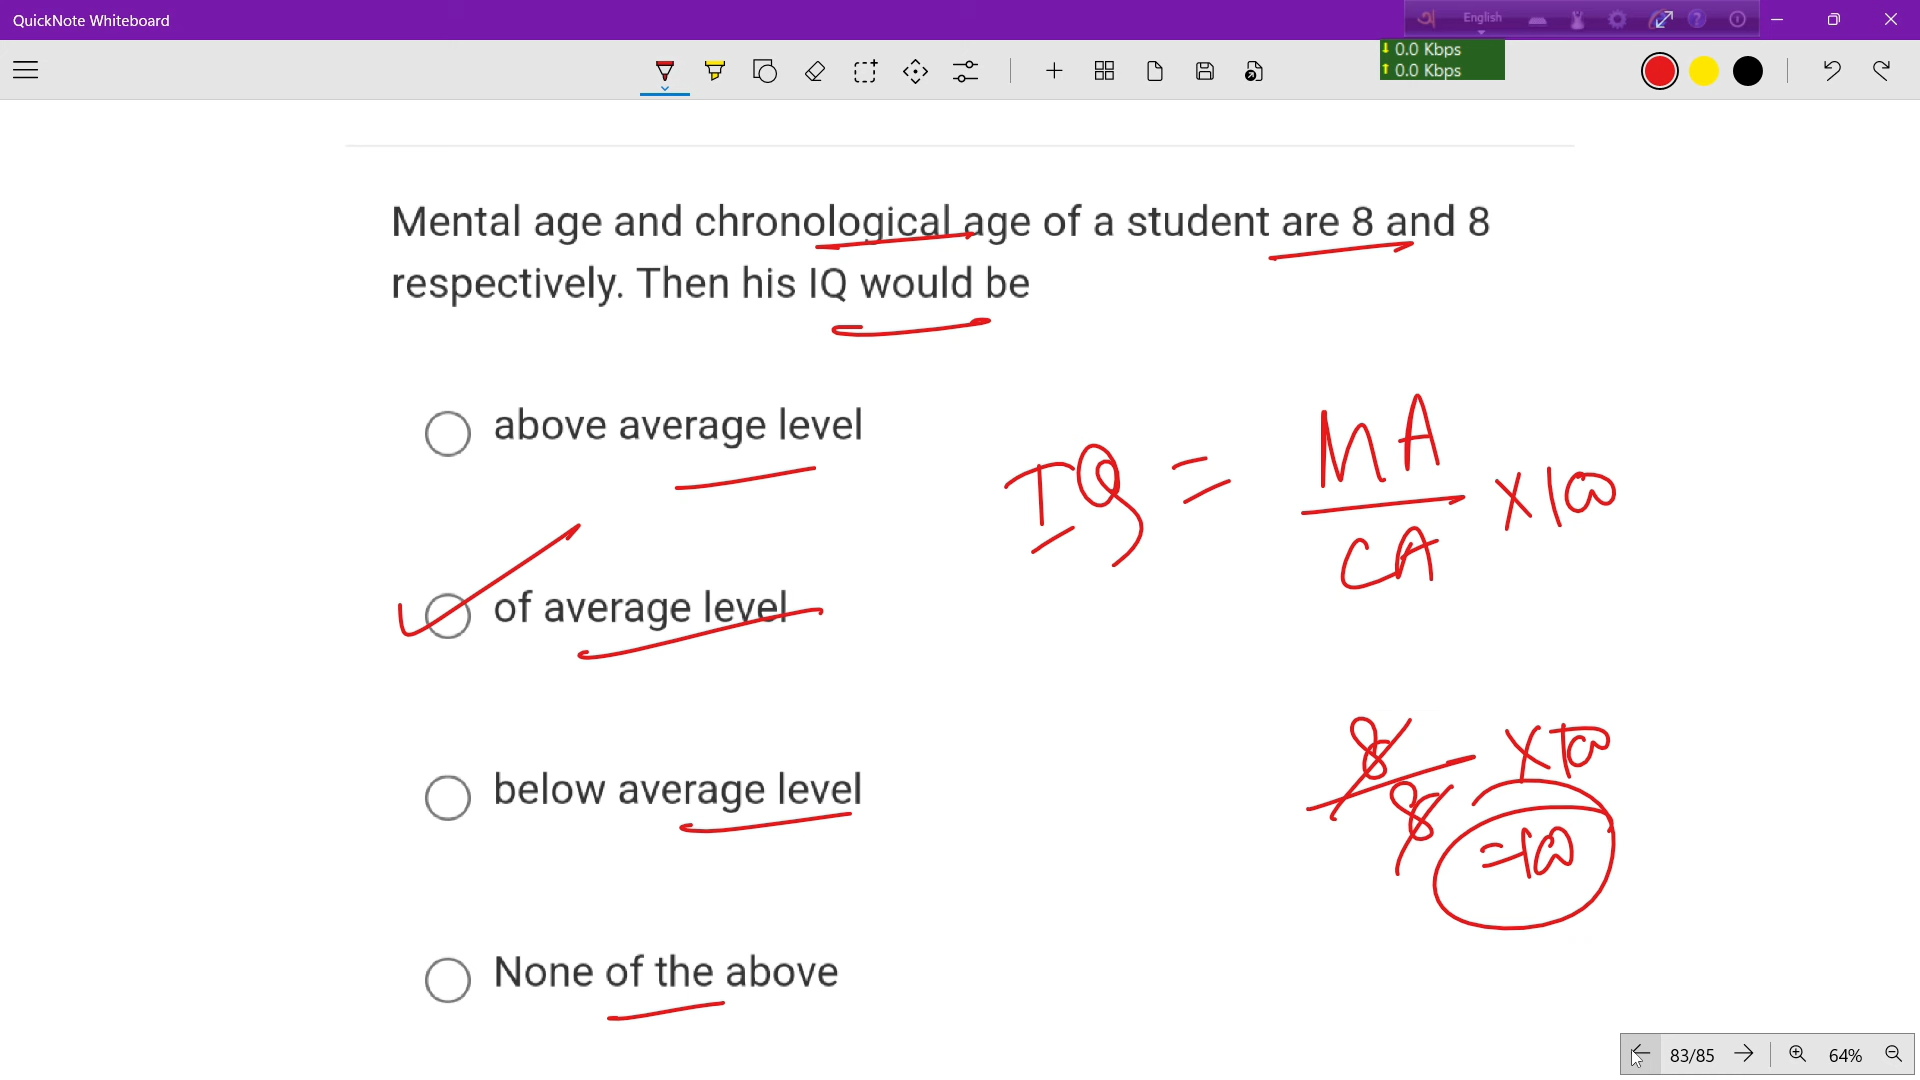 QuickNote Whiteboard
English
↓ 0.0 Kbps
↑ 0.0 Kbps
Mental age and chronological age of a student are 8 and 8
respectively. Then his IQ would be
above average level
IQ = MA/CA × 100
of average level
8/8 × 100
= 100
below average level
None of the above
83/85
64%